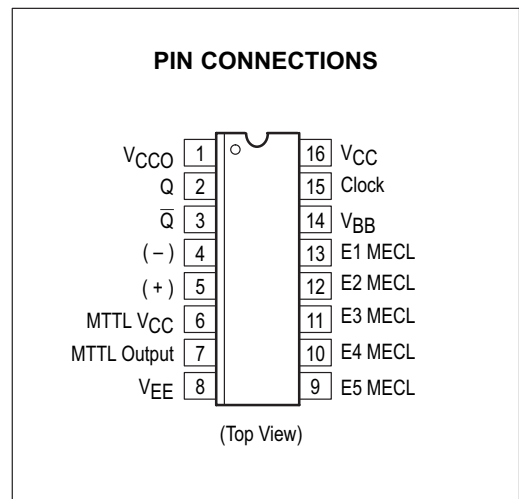 PIN CONNECTIONS
VCCO 1 16 VCC
Q 2 15 Clock
Q̅ 3 14 VBB
( – ) 4 13 E1 MECL
( + ) 5 12 E2 MECL
MTTL VCC 6 11 E3 MECL
MTTL Output 7 10 E4 MECL
VEE 8 9 E5 MECL
(Top View)